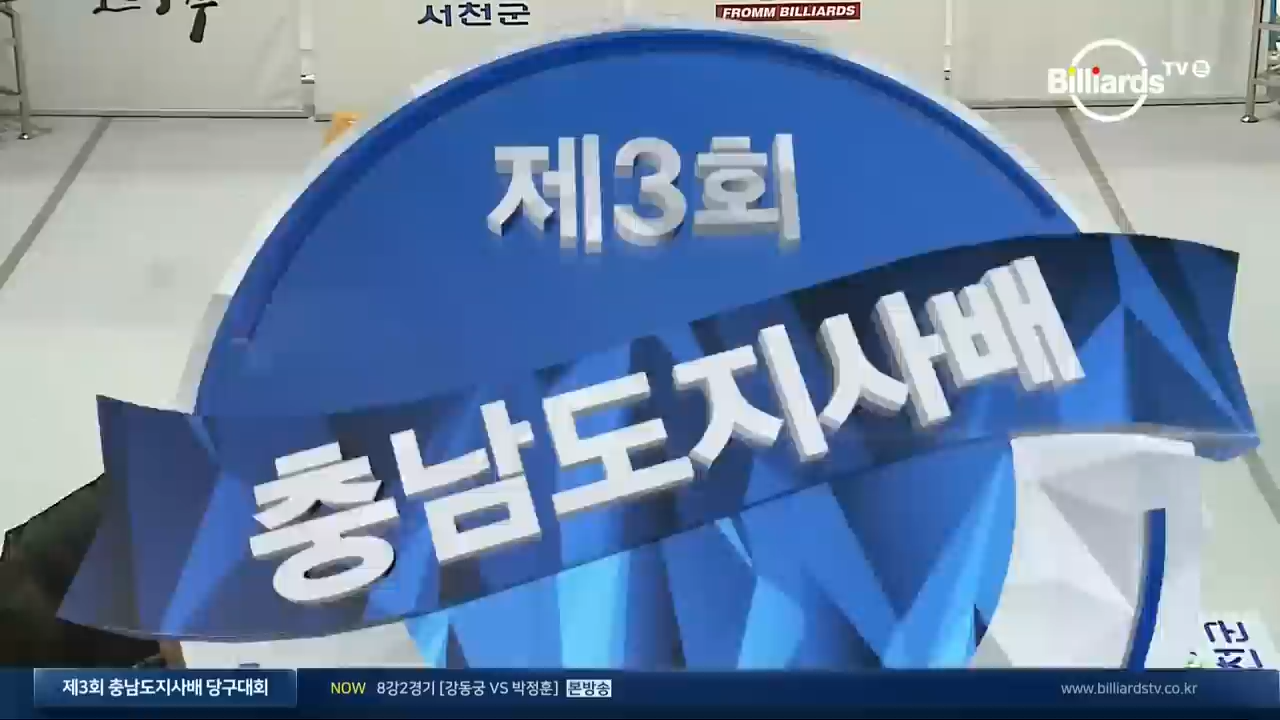 서천군
FROMM BILLIARDS
Billiards TV
제3회
충남도지사배
제3회 충남도지사배 당구대회
NOW 8강2경기 [강동궁 VS 박정훈] 본방송
www.billiardstv.co.kr